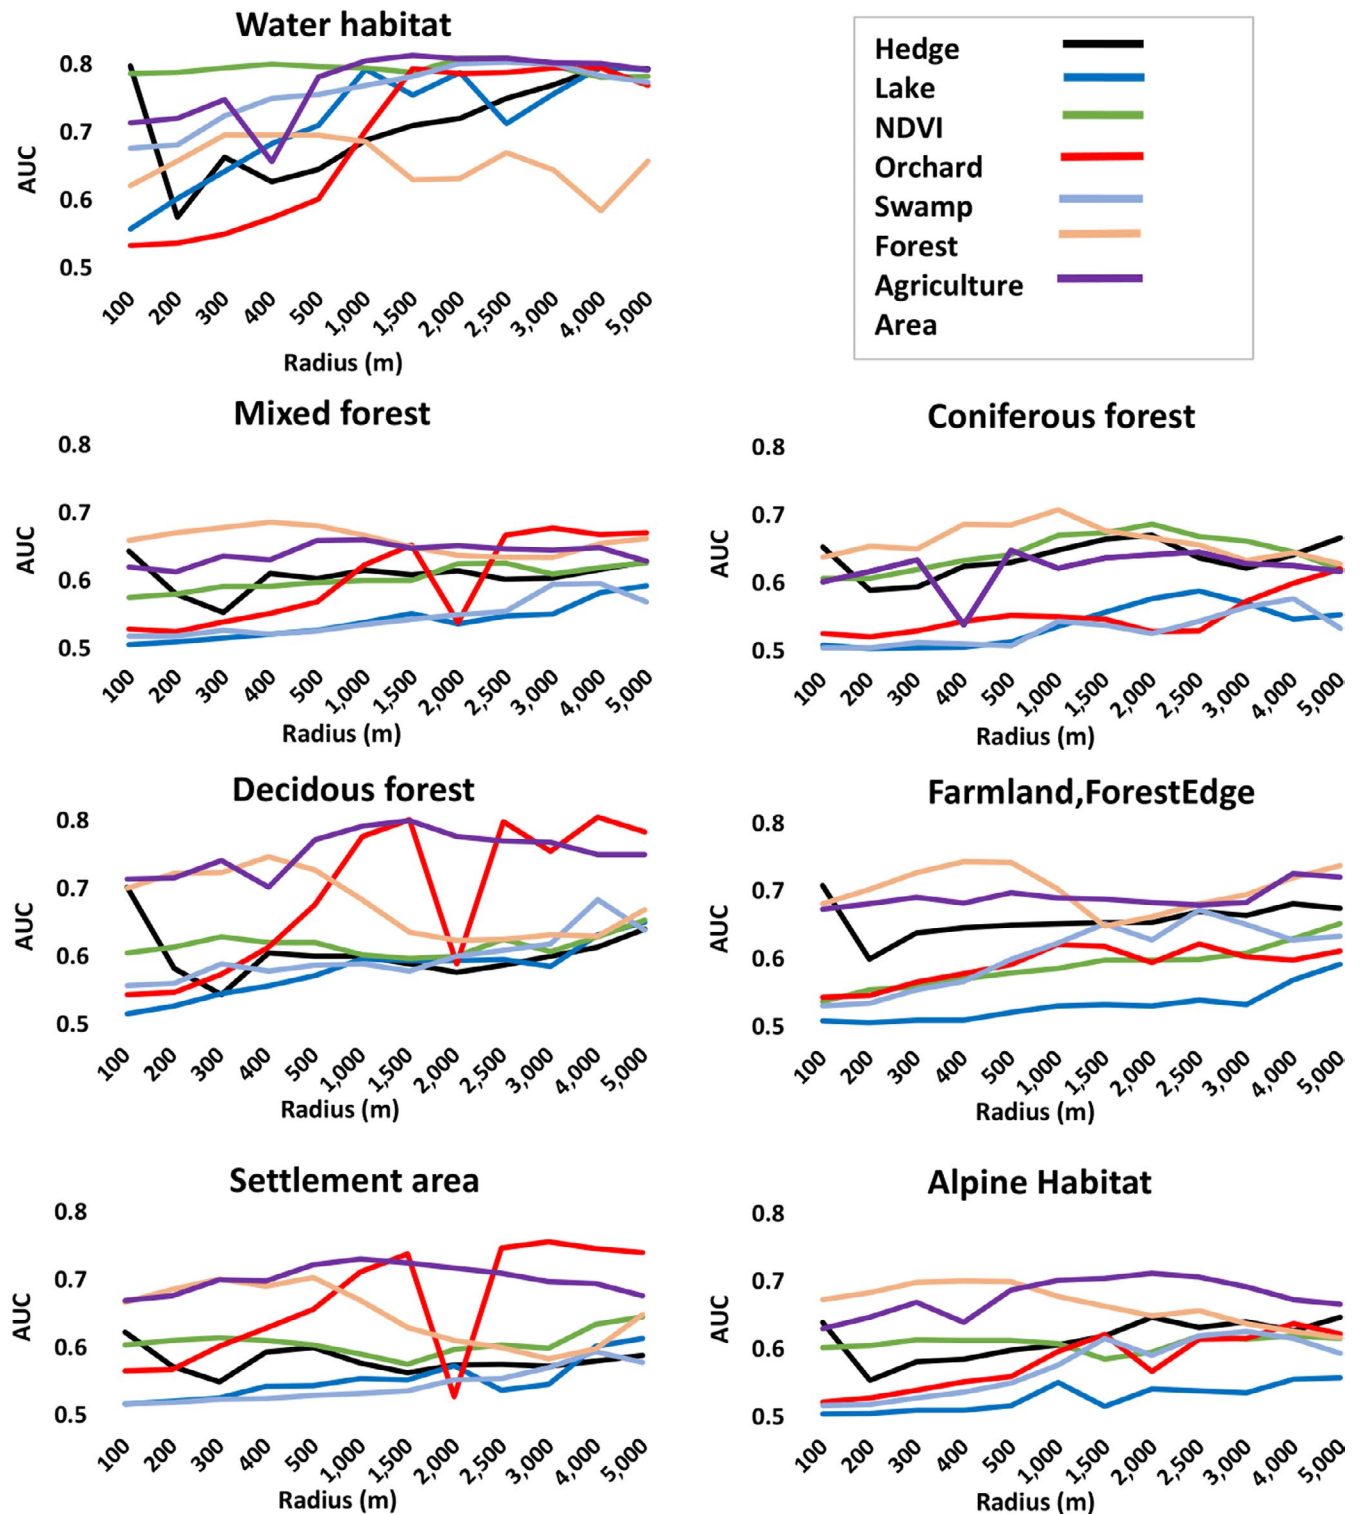 Water habitat
0.8
0.7
0.6
0.5
AUC
100 200 300 400 500 1,000 1,500 2,000 2,500 3,000 4,000 5,000
Radius (m)
Hedge
Lake
NDVI
Orchard
Swamp
Forest
Agriculture
Area
Mixed forest
0.8
0.7
0.6
0.5
AUC
100 200 300 400 500 1,000 1,500 2,000 2,500 3,000 4,000 5,000
Radius (m)
Coniferous forest
0.8
0.7
0.6
0.5
AUC
100 200 300 400 500 1,000 1,500 2,000 2,500 3,000 4,000 5,000
Radius (m)
Decidous forest
0.8
0.7
0.6
0.5
AUC
100 200 300 400 500 1,000 1,500 2,000 2,500 3,000 4,000 5,000
Radius (m)
Farmland,ForestEdge
0.8
0.7
0.6
0.5
AUC
100 200 300 400 500 1,000 1,500 2,000 2,500 3,000 4,000 5,000
Radius (m)
Settlement area
0.8
0.7
0.6
0.5
AUC
100 200 300 400 500 1,000 1,500 2,000 2,500 3,000 4,000 5,000
Radius (m)
Alpine Habitat
0.8
0.7
0.6
0.5
AUC
100 200 300 400 500 1,000 1,500 2,000 2,500 3,000 4,000 5,000
Radius (m)